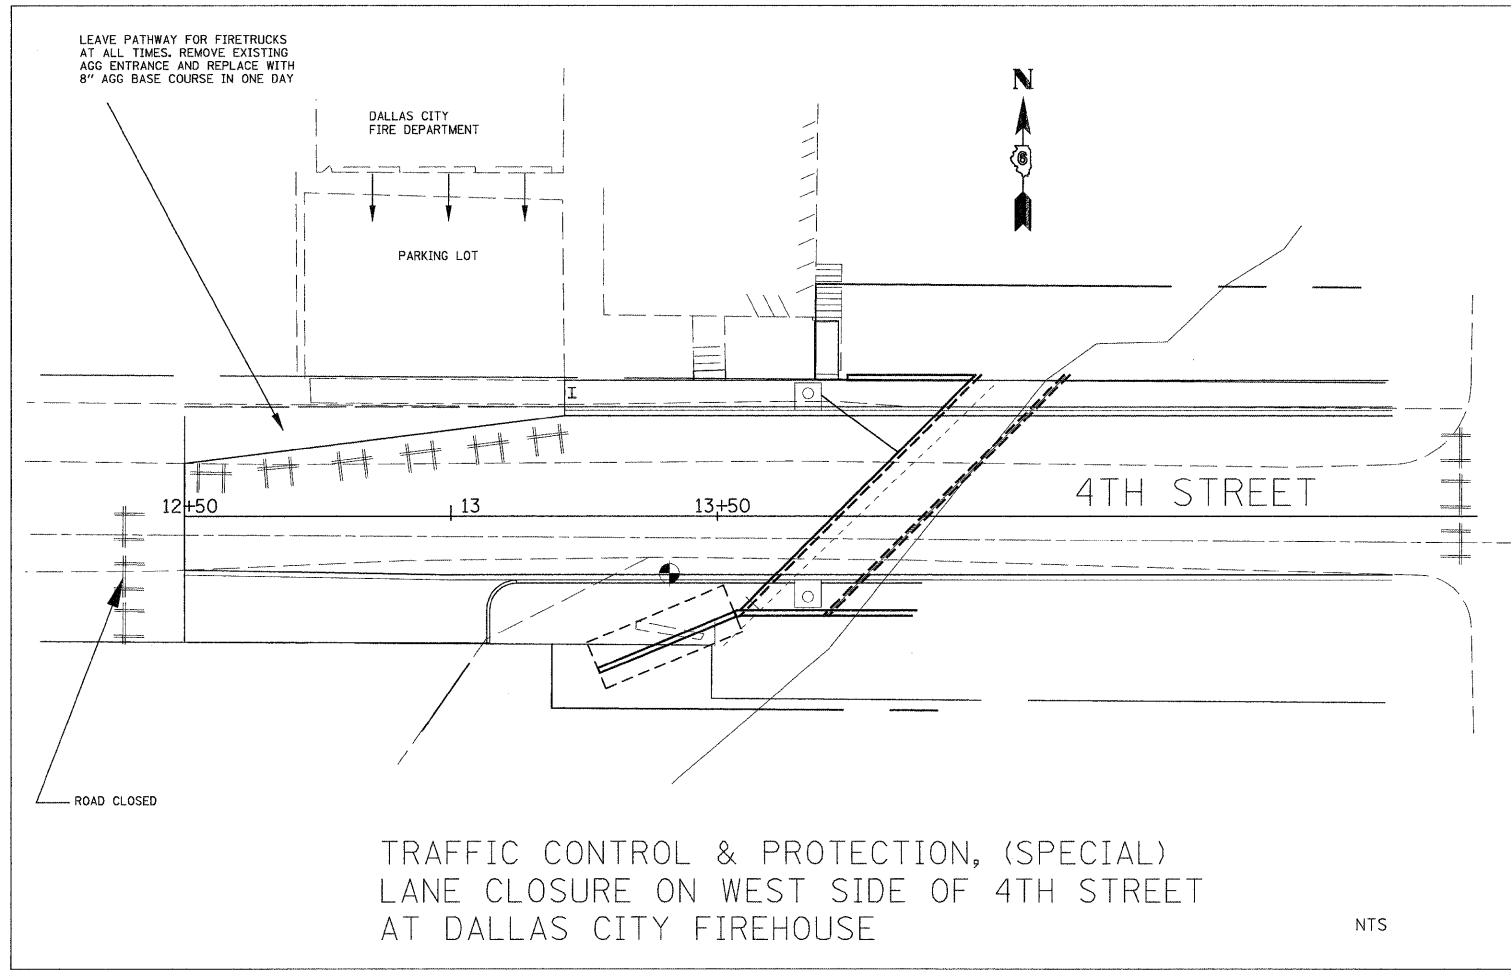 LEAVE PATHWAY FOR FIRETRUCKS
AT ALL TIMES. REMOVE EXISTING
AGG ENTRANCE AND REPLACE WITH
8" AGG BASE COURSE IN ONE DAY
DALLAS CITY
FIRE DEPARTMENT
N
6
PARKING LOT
I
4TH STREET
12+50
13
13+50
ROAD CLOSED
TRAFFIC CONTROL & PROTECTION, (SPECIAL)
LANE CLOSURE ON WEST SIDE OF 4TH STREET
AT DALLAS CITY FIREHOUSE
NTS